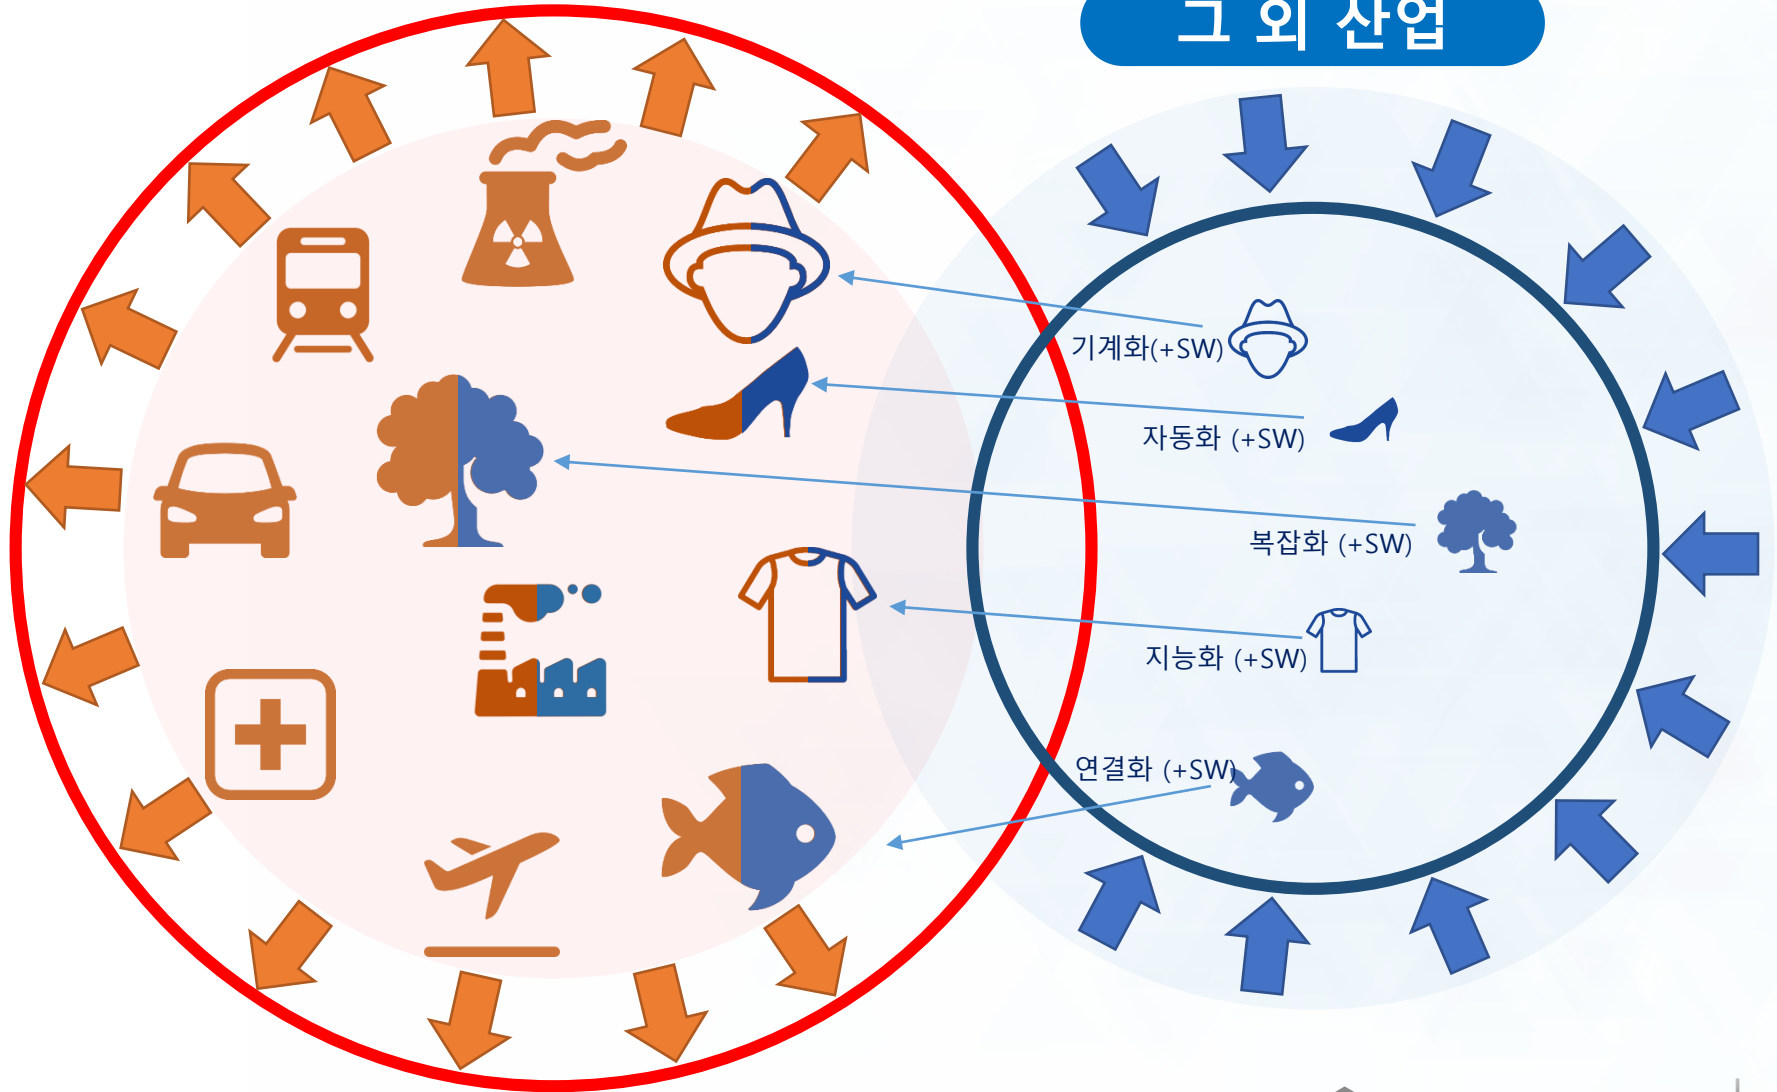 그 외 산업
기계화(+SW)
자동화 (+SW)
복잡화 (+SW)
지능화 (+SW)
연결화 (+SW)